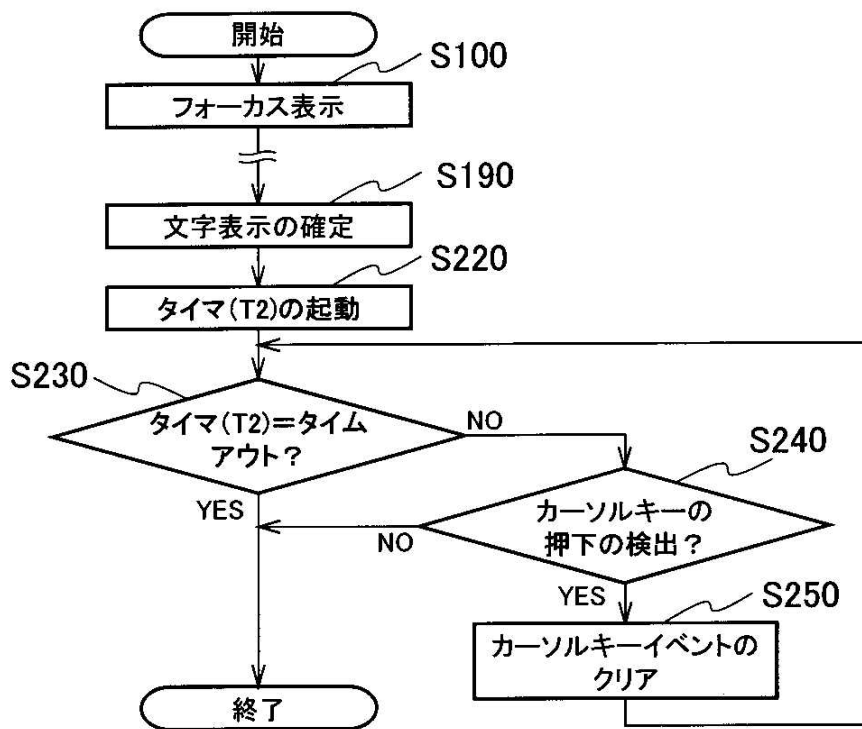 開始
S100
フォーカス表示
S190
文字表示の確定
S220
タイマ(T2)の起動
S230
タイマ(T2)=タイム
アウト?
NO
S240
YES
カーソルキーの
押下の検出?
NO
YES
S250
カーソルキーイベントの
クリア
終了